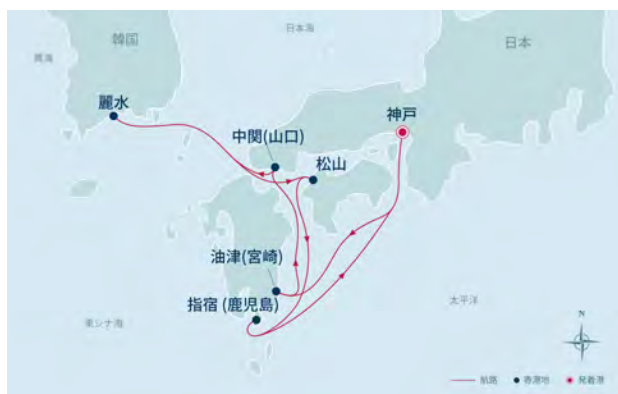 日本海
韓国
日本
黄海
麗水
神戸
中関(山口)
松山
油津(宮崎)
指宿 (鹿児島)
東シナ海
太平洋
N
航路
寄港地
発着港